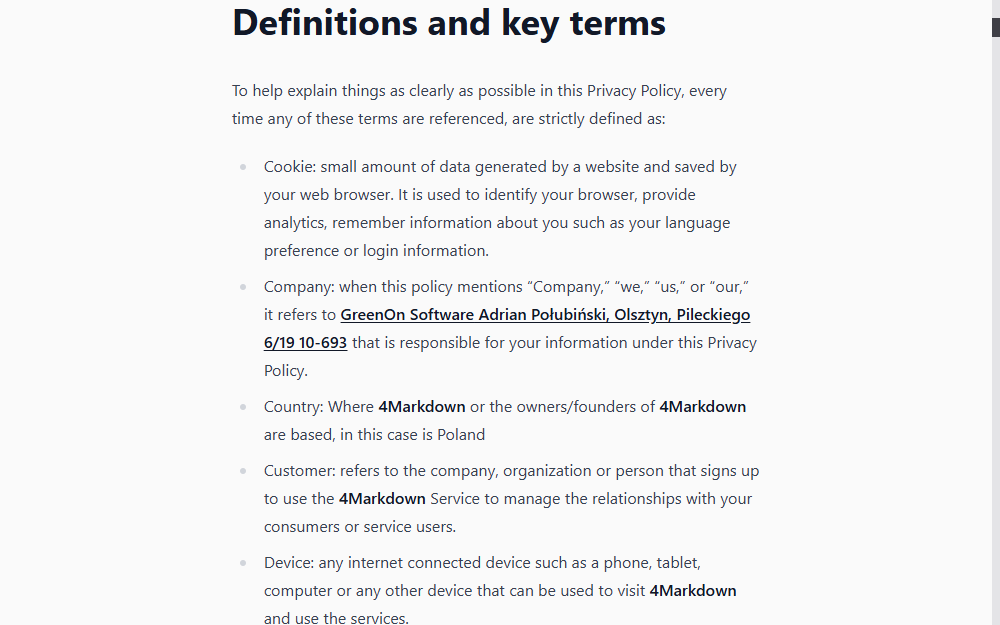 Definitions and key terms
To help explain things as clearly as possible in this Privacy Policy, every
time any of these terms are referenced, are strictly defined as:
Cookie: small amount of data generated by a website and saved by
your web browser. It is used to identify your browser, provide
analytics, remember information about you such as your language
preference or login information.
Company: when this policy mentions “Company,” “we,” “us,” or “our,”
it refers to GreenOn Software Adrian Połubiński, Olsztyn, Pileckiego
6/19 10-693 that is responsible for your information under this Privacy
Policy.
Country: Where 4Markdown or the owners/founders of 4Markdown
are based, in this case is Poland
Customer: refers to the company, organization or person that signs up
to use the 4Markdown Service to manage the relationships with your
consumers or service users.
Device: any internet connected device such as a phone, tablet,
computer or any other device that can be used to visit 4Markdown
and use the services.